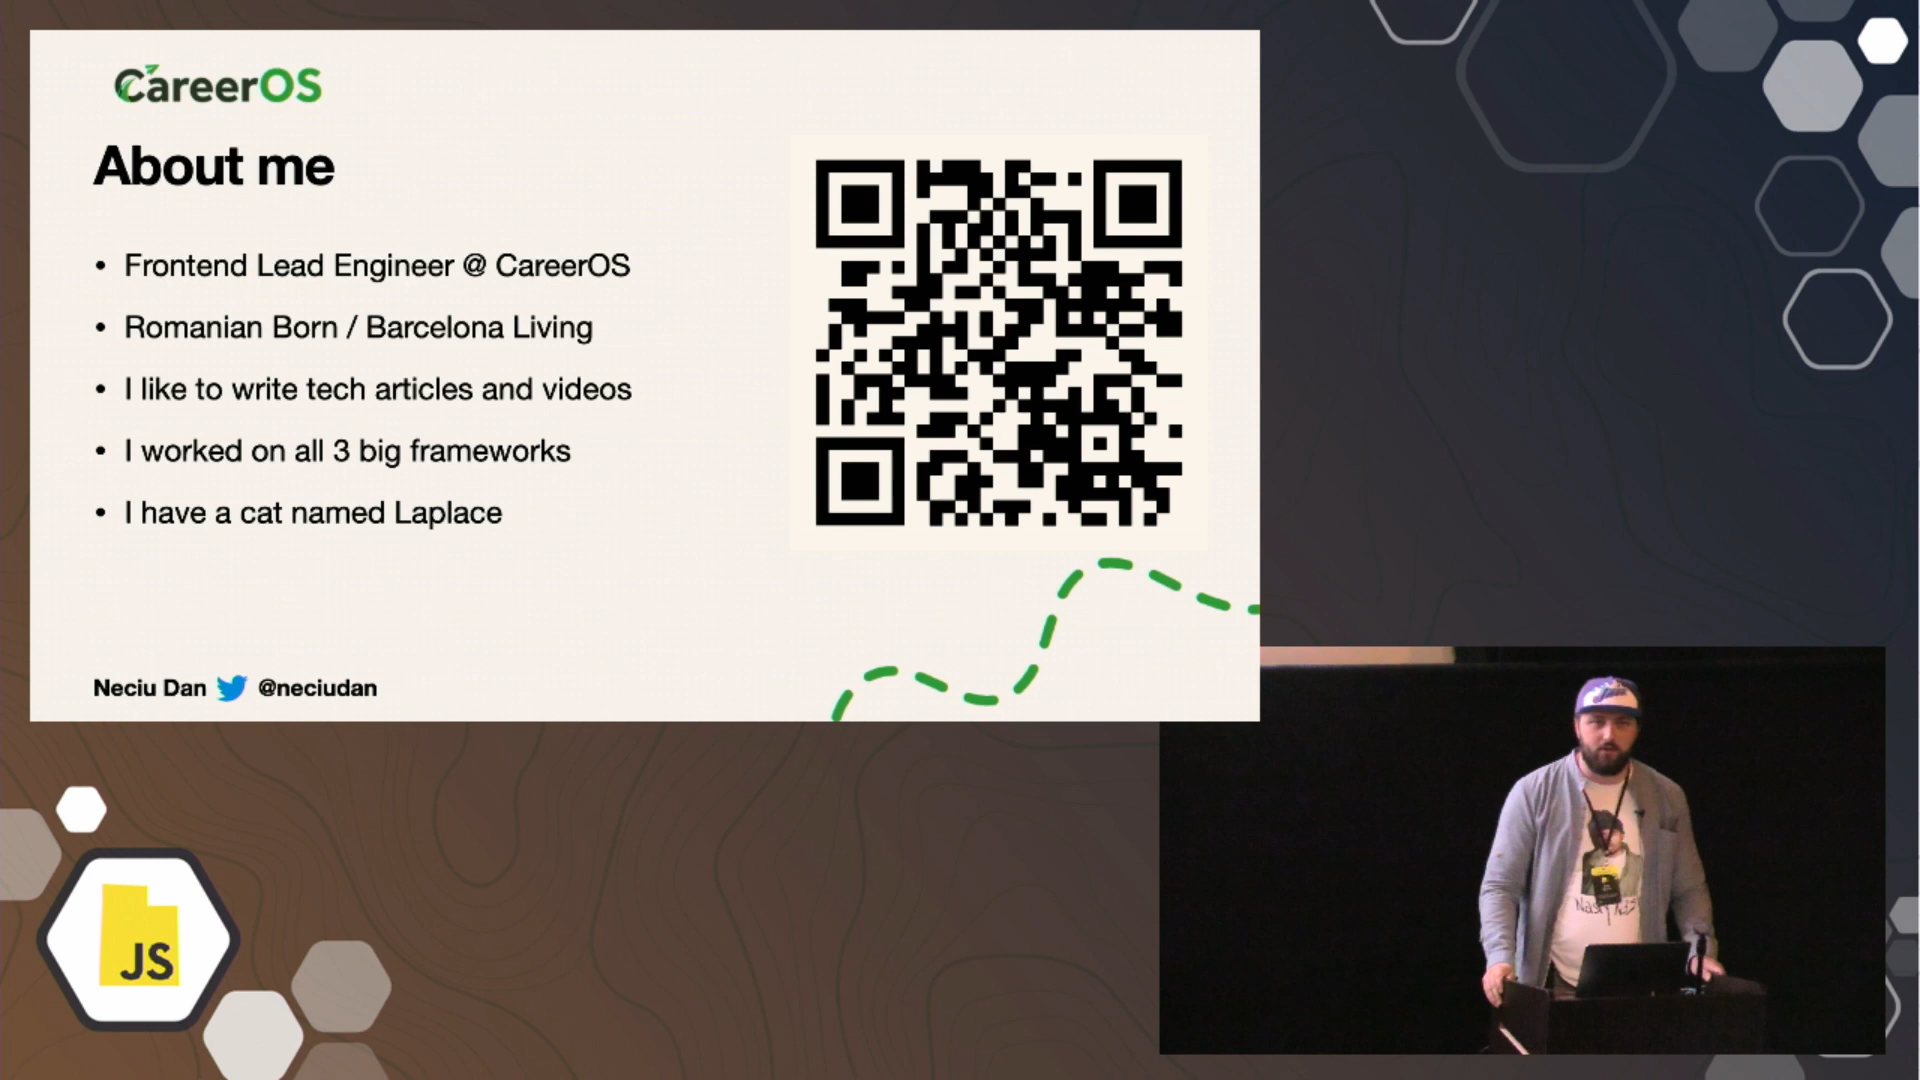 CareerOS
About me
• Frontend Lead Engineer @ CareerOS
• Romanian Born / Barcelona Living
• I like to write tech articles and videos
• I worked on all 3 big frameworks
• I have a cat named Laplace
Neciu Dan @neciudan
JS